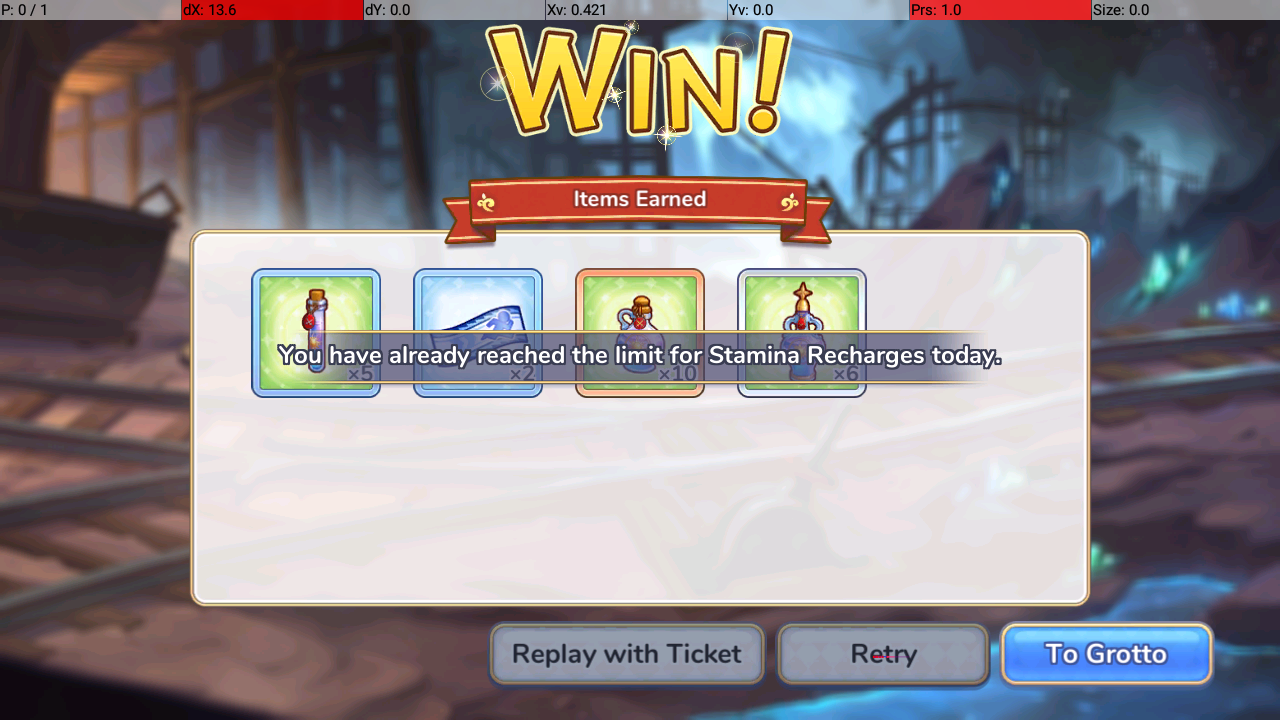 P: 0 / 1 dX: 13.6 dY: 0.0 Xv: 0.421 Yv: 0.0 Prs: 1.0 Size: 0.0
WIN!
Items Earned
You have already reached the limit for Stamina Recharges today.
×5 ×2 ×10 ×6
Replay with Ticket Retry To Grotto